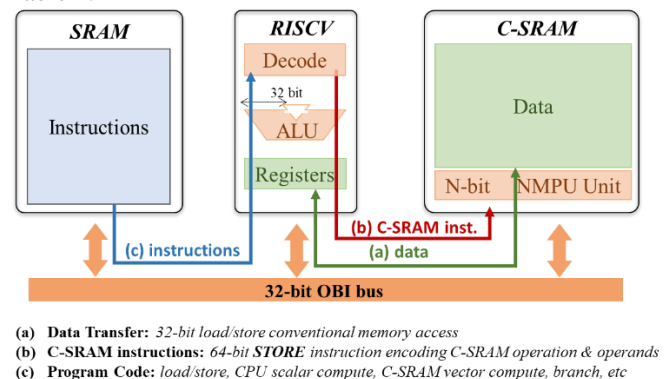 SRAM
RISCV
C-SRAM
Decode
32 bit
Instructions
ALU
Data
Registers
N-bit NMPU Unit
(b) C-SRAM inst.
(c) instructions
(a) data
32-bit OBI bus
(a) Data Transfer: 32-bit load/store conventional memory access
(b) C-SRAM instructions: 64-bit STORE instruction encoding C-SRAM operation & operands
(c) Program Code: load/store, CPU scalar compute, C-SRAM vector compute, branch, etc